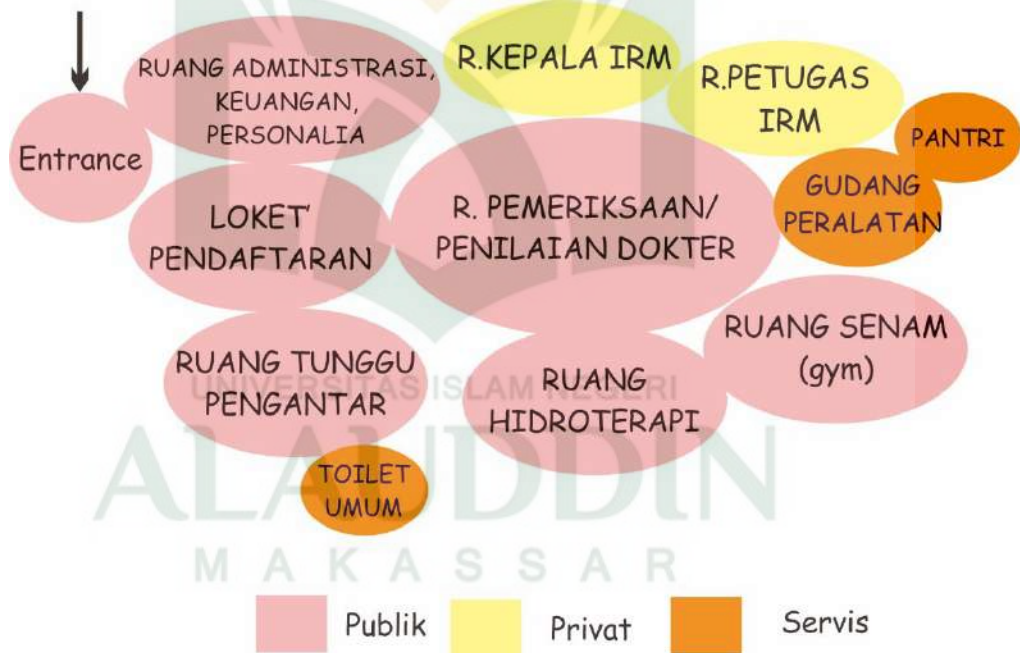 RUANG ADMINISTRASI,
KEUANGAN,
PERSONALIA
R.KEPALA IRM
R.PETUGAS
IRM
PANTRI
Entrance
GUDANG
PERALATAN
LOKET
PENDAFTARAN
R. PEMERIKSAAN/
PENILAIAN DOKTER
RUANG SENAM
(gym)
RUANG TUNGGU
PENGANTAR
RUANG
HIDROTERAPI
UNIVERSITAS ISLAM NEGERI
TOILET
UMUM
ALAUDDIN
MAKASSAR
Publik
Privat
Servis